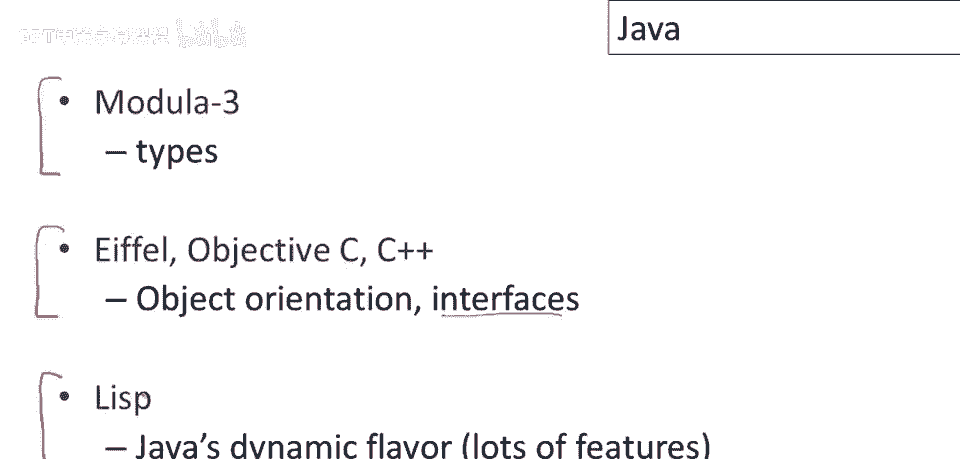 Java
• Modula-3
– types
• Eiffel, Objective C, C++
– Object orientation, interfaces
• Lisp
– Java's dynamic flavor (lots of features)